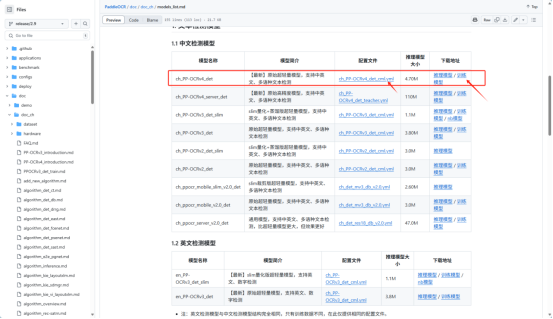 Files
PaddleOCR / doc / doc_ch / models_list.md
Top
release/2.9
Preview
Code
Blame
Raw
Go to file
.github
applications
benchmark
configs
deploy
doc
demo
doc_ch
dataset
hardware
FAQ.md
PP-OCRv3_introduction.md
PP-OCRv4_introduction.md
PPOCRv3_det_train.md
add_new_algorithm.md
algorithm_det_ct.md
algorithm_det_db.md
algorithm_det_drrg.md
algorithm_det_east.md
algorithm_det_fcenet.md
algorithm_det_psenet.md
algorithm_det_sast.md
algorithm_e2e_pgnet.md
algorithm_inference.md
algorithm_kie_layoutxlm.md
algorithm_kie_sdmgr.md
algorithm_kie_vi_layoutxlm.md
algorithm_overview.md
1.1 中文检测模型
模型名称 模型简介 配置文件 推理模型大小 下载地址
ch_PP-OCRv4_det 【最新】原始超轻量模型，支持中英文、多语种文本检测 ch_PP-OCRv4_det_cml.yml 4.70M 推理模型 / 训练模型
ch_PP-OCRv4_server_det 【最新】原始高精度模型，支持中英文、多语种文本检测 ch_PP-OCRv4_det_teacher.yml 110M 推理模型 / 训练模型
ch_PP-OCRv3_det_slim slim量化+蒸馏版超轻量模型，支持中英文、多语种文本检测 ch_PP-OCRv3_det_cml.yml 1.1M 推理模型 / 训练模型 / nb模型
ch_PP-OCRv3_det 原始超轻量模型，支持中英文、多语种文本检测 ch_PP-OCRv3_det_cml.yml 3.80M 推理模型 / 训练模型
ch_PP-OCRv2_det_slim slim量化+蒸馏版超轻量模型，支持中英文、多语种文本检测 ch_PP-OCRv2_det_cml.yml 3.0M 推理模型
ch_PP-OCRv2_det 原始超轻量模型，支持中英文、多语种文本检测 ch_PP-OCRv2_det_cml.yml 3.0M 推理模型 / 训练模型
ch_ppocr_mobile_slim_v2.0_det slim裁剪版超轻量模型，支持中英文、多语种文本检测 ch_det_mv3_db_v2.0.yml 2.60M 推理模型
ch_ppocr_mobile_v2.0_det 原始超轻量模型，支持中英文、多语种文本检测 ch_det_mv3_db_v2.0.yml 3.0M 推理模型 / 训练模型
ch_ppocr_server_v2.0_det 通用模型，支持中英文、多语种文本检测，比超轻量模型更大，但效果更好 ch_det_res18_db_v2.0.yml 47.0M 推理模型 / 训练模型
1.2 英文检测模型
模型名称 模型简介 配置文件 推理模型大小 下载地址
en_PP-OCRv3_det_slim 【最新】slim量化版超轻量模型，支持英文、数字检测 ch_PP-OCRv3_det_cml.yml 1.1M 推理模型 / 训练模型 / nb模型
en_PP-OCRv3_det 【最新】原始超轻量模型，支持英文、数字检测 ch_PP-OCRv3_det_cml.yml 3.8M 推理模型 / 训练模型
注：英文检测模型与中文检测模型结构完全相同，只有训练数据不同，在此仅提供相同的配置文件。